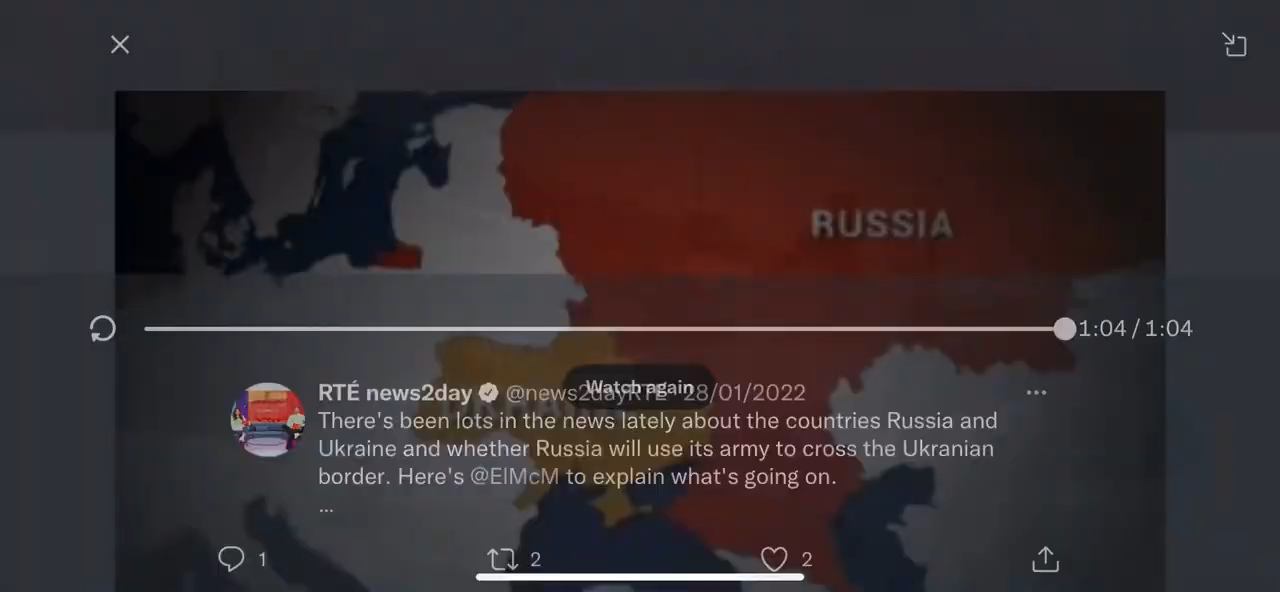 RUSSIA
1:04 / 1:04
Watch again
RTÉ news2day @news2dayRTE 28/01/2022
There's been lots in the news lately about the countries Russia and
Ukraine and whether Russia will use its army to cross the Ukranian
border. Here's @ElMcM to explain what's going on.
...
1
2
2